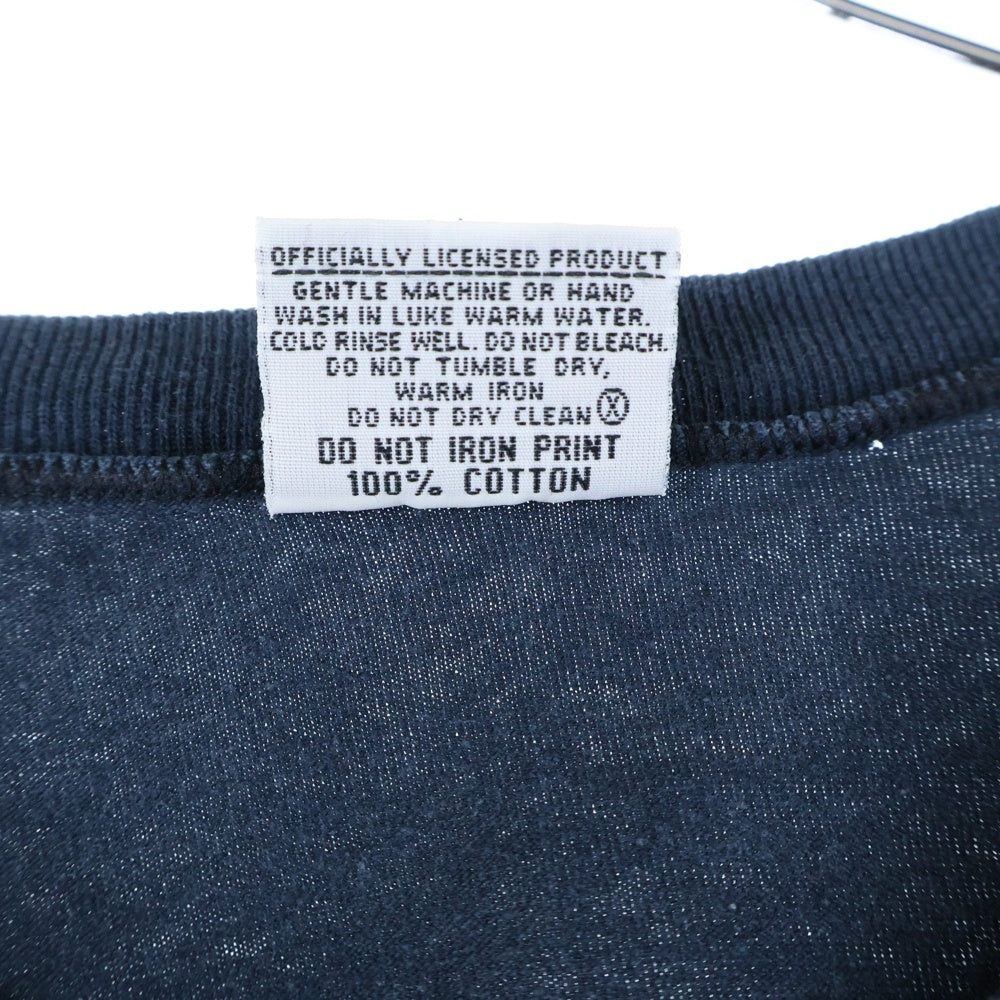 OFFICIALLY LICENSED PRODUCT
GENTLE MACHINE OR HAND
WASH IN LUKE WARM WATER.
COLD RINSE WELL. DO NOT BLEACH.
DO NOT TUMBLE DRY,
WARM IRON
DO NOT DRY CLEAN Ⓧ
DO NOT IRON PRINT
100% COTTON